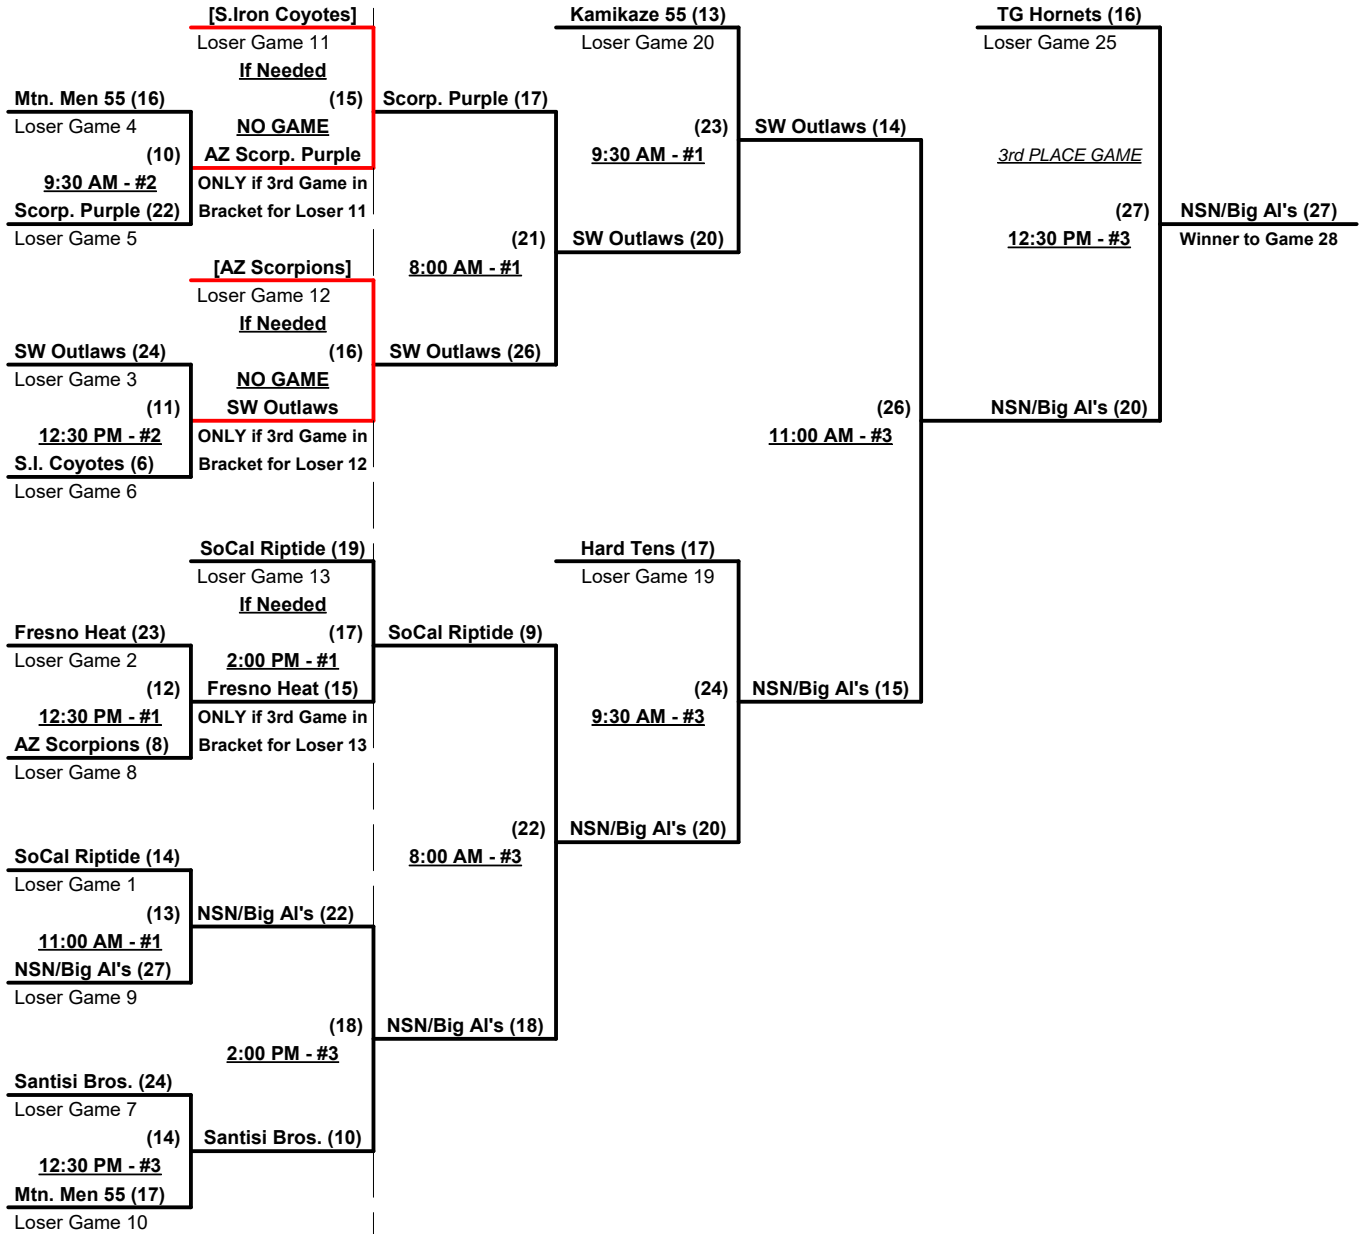 [S.Iron Coyotes]
Loser Game 11
If Needed
Mtn. Men 55 (16)
(15)
Loser Game 4
NO GAME
(10)
AZ Scorp. Purple
9:30 AM - #2
ONLY if 3rd Game in
Scorp. Purple (22)
Bracket for Loser 11
Loser Game 5
[AZ Scorpions]
Loser Game 12
If Needed
SW Outlaws (24)
(16)
Loser Game 3
NO GAME
(11)
SW Outlaws
12:30 PM - #2
ONLY if 3rd Game in
S.I. Coyotes (6)
Bracket for Loser 12
Loser Game 6
SoCal Riptide (19)
Loser Game 13
If Needed
Fresno Heat (23)
(17)
Loser Game 2
2:00 PM - #1
(12)
Fresno Heat (15)
12:30 PM - #1
ONLY if 3rd Game in
AZ Scorpions (8)
Bracket for Loser 13
Loser Game 8
SoCal Riptide (14)
Loser Game 1
(13)
NSN/Big Al's (22)
11:00 AM - #1
NSN/Big Al's (27)
Loser Game 9
(18)
2:00 PM - #3
Santisi Bros. (24)
Loser Game 7
(14)
Santisi Bros. (10)
12:30 PM - #3
Mtn. Men 55 (17)
Loser Game 10
Scorp. Purple (17)
(21)
8:00 AM - #1
SW Outlaws (26)
SoCal Riptide (9)
(22)
8:00 AM - #3
NSN/Big Al's (18)
Kamikaze 55 (13)
Loser Game 20
(23)
9:30 AM - #1
SW Outlaws (20)
Hard Tens (17)
Loser Game 19
(24)
9:30 AM - #3
NSN/Big Al's (20)
SW Outlaws (14)
(26)
11:00 AM - #3
NSN/Big Al's (15)
TG Hornets (16)
Loser Game 25
3rd PLACE GAME
(27)
12:30 PM - #3
NSN/Big Al's (20)
NSN/Big Al's (27)
Winner to Game 28